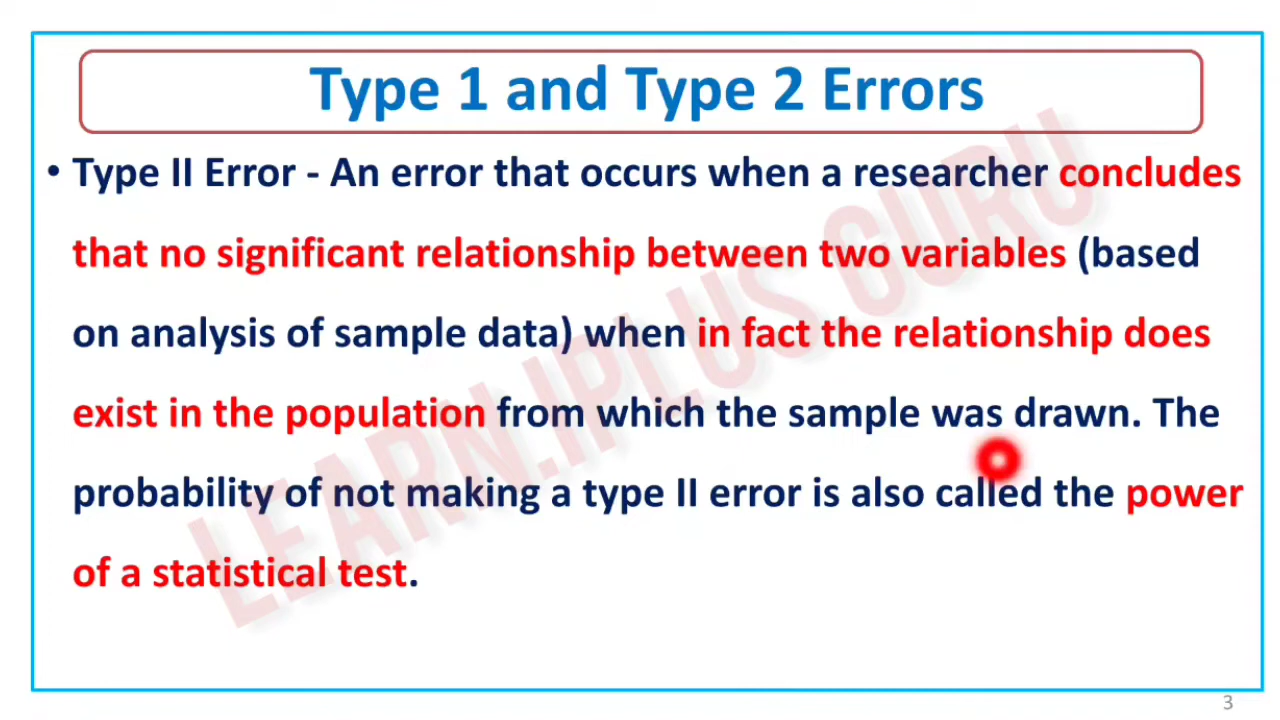 Type 1 and Type 2 Errors
• Type II Error - An error that occurs when a researcher concludes
that no significant relationship between two variables (based
on analysis of sample data) when in fact the relationship does
exist in the population from which the sample was drawn. The
probability of not making a type II error is also called the power
of a statistical test.
LEARN.IPLUS GURU
3